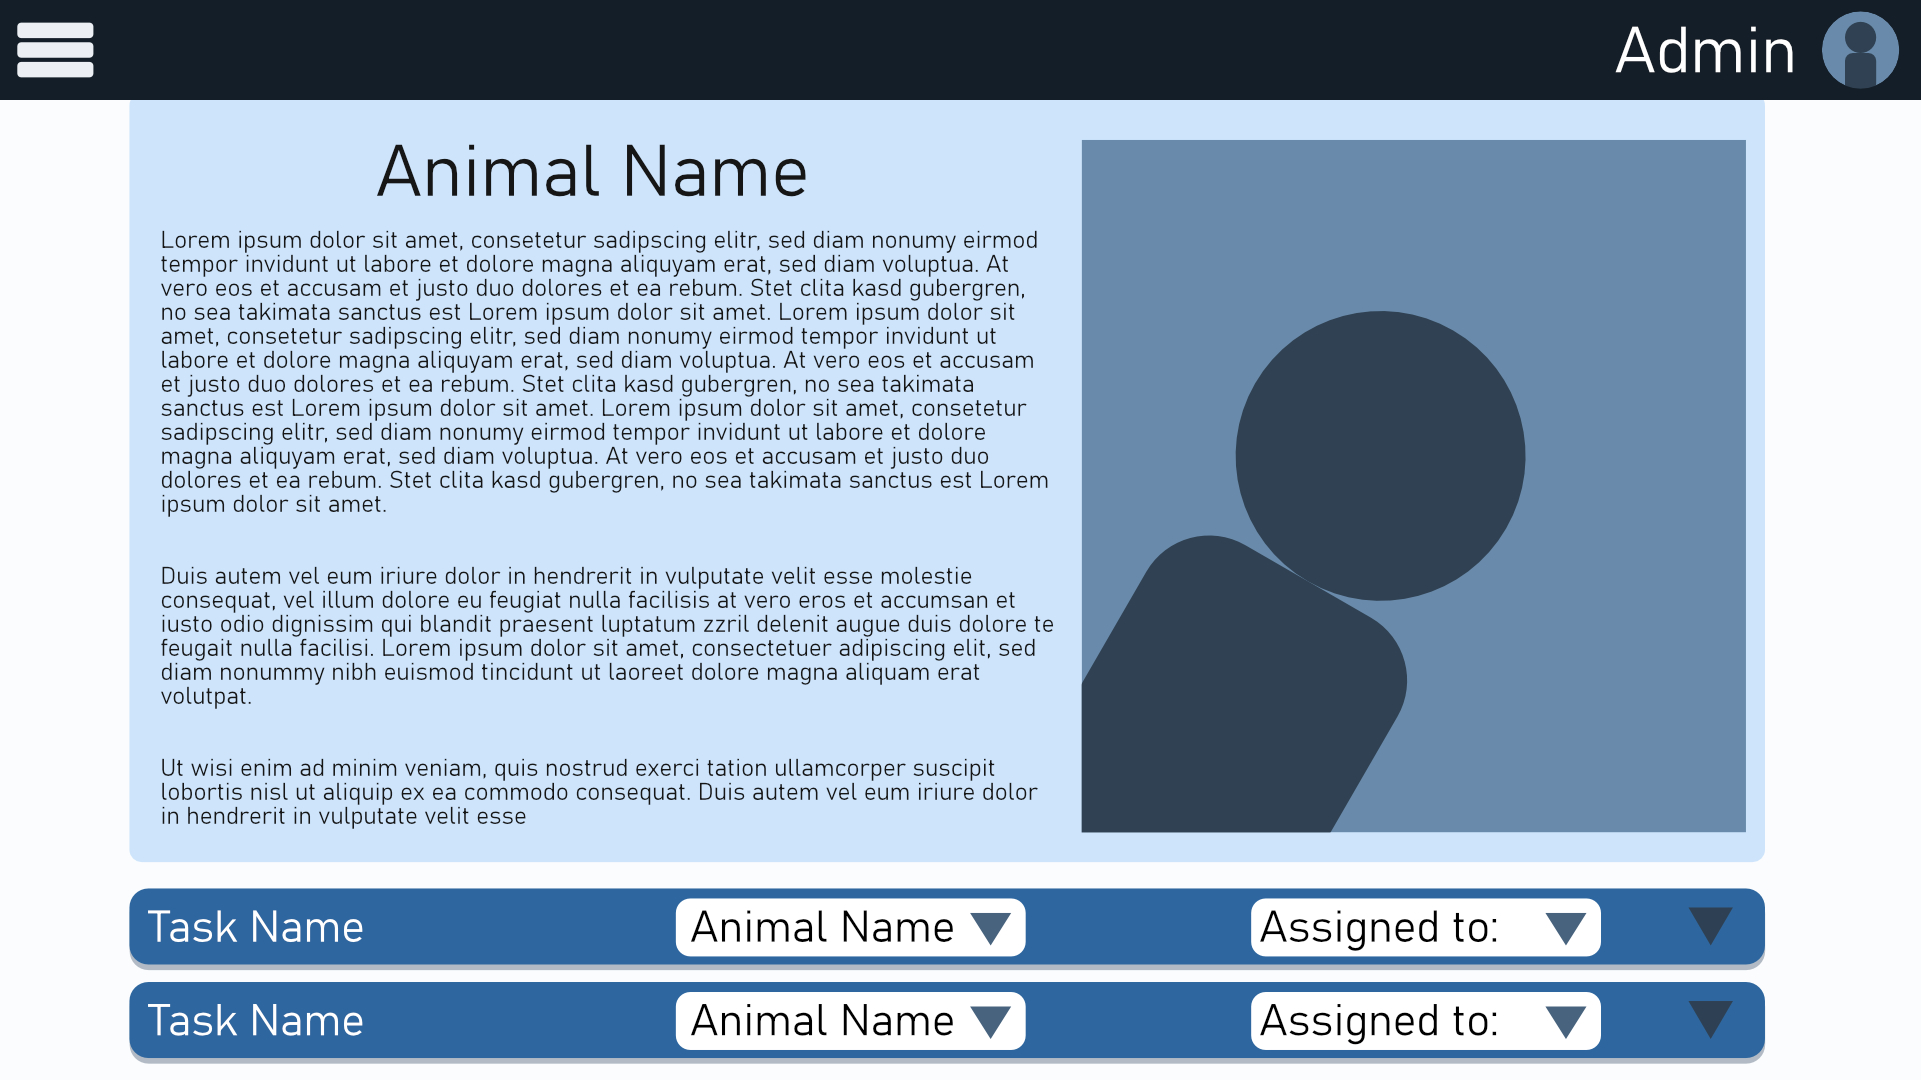 Admin
Animal Name
Lorem ipsum dolor sit amet, consetetur sadipscing elitr, sed diam nonumy eirmod
tempor invidunt ut labore et dolore magna aliquyam erat, sed diam voluptua. At
vero eos et accusam et justo duo dolores et ea rebum. Stet clita kasd gubergren,
no sea takimata sanctus est Lorem ipsum dolor sit amet. Lorem ipsum dolor sit
amet, consetetur sadipscing elitr, sed diam nonumy eirmod tempor invidunt ut
labore et dolore magna aliquyam erat, sed diam voluptua. At vero eos et accusam
et justo duo dolores et ea rebum. Stet clita kasd gubergren, no sea takimata
sanctus est Lorem ipsum dolor sit amet. Lorem ipsum dolor sit amet, consetetur
sadipscing elitr, sed diam nonumy eirmod tempor invidunt ut labore et dolore
magna aliquyam erat, sed diam voluptua. At vero eos et accusam et justo duo
dolores et ea rebum. Stet clita kasd gubergren, no sea takimata sanctus est Lorem
ipsum dolor sit amet.
Duis autem vel eum iriure dolor in hendrerit in vulputate velit esse molestie
consequat, vel illum dolore eu feugiat nulla facilisis at vero eros et accumsan et
iusto odio dignissim qui blandit praesent luptatum zzril delenit augue duis dolore te
feugait nulla facilisi. Lorem ipsum dolor sit amet, consectetuer adipiscing elit, sed
diam nonummy nibh euismod tincidunt ut laoreet dolore magna aliquam erat
volutpat.
Ut wisi enim ad minim veniam, quis nostrud exerci tation ullamcorper suscipit
lobortis nisl ut aliquip ex ea commodo consequat. Duis autem vel eum iriure dolor
in hendrerit in vulputate velit esse
Task Name Animal Name Assigned to:
Task Name Animal Name Assigned to: